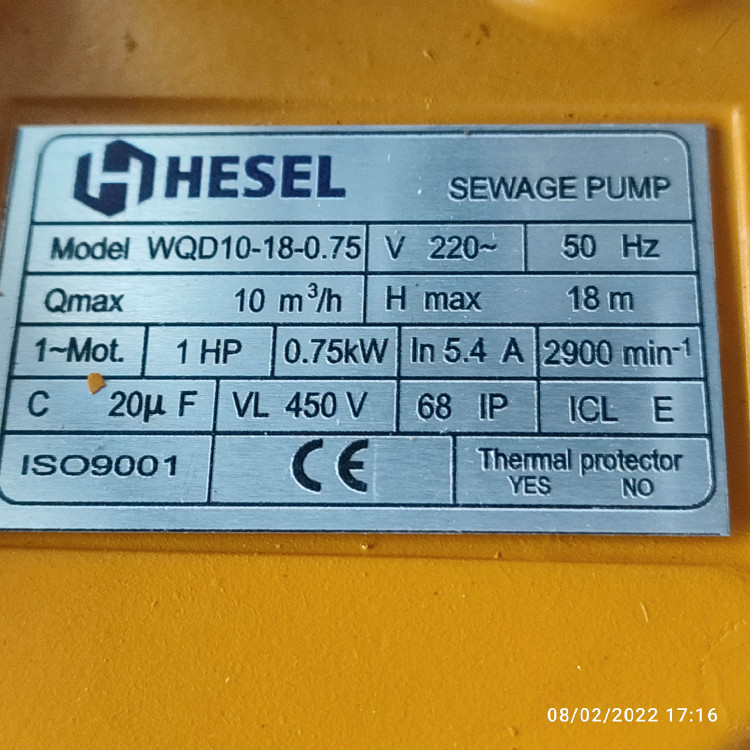 HESEL SEWAGE PUMP
Model WQD10-18-0.75 V 220~ 50 Hz
Qmax 10 m³/h H max 18 m
1~Mot. 1 HP 0.75kW In 5.4 A 2900 min⁻¹
C 20µ F VL 450 V 68 IP ICL E
ISO9001 CE Thermal protector
YES NO
08/02/2022 17:16